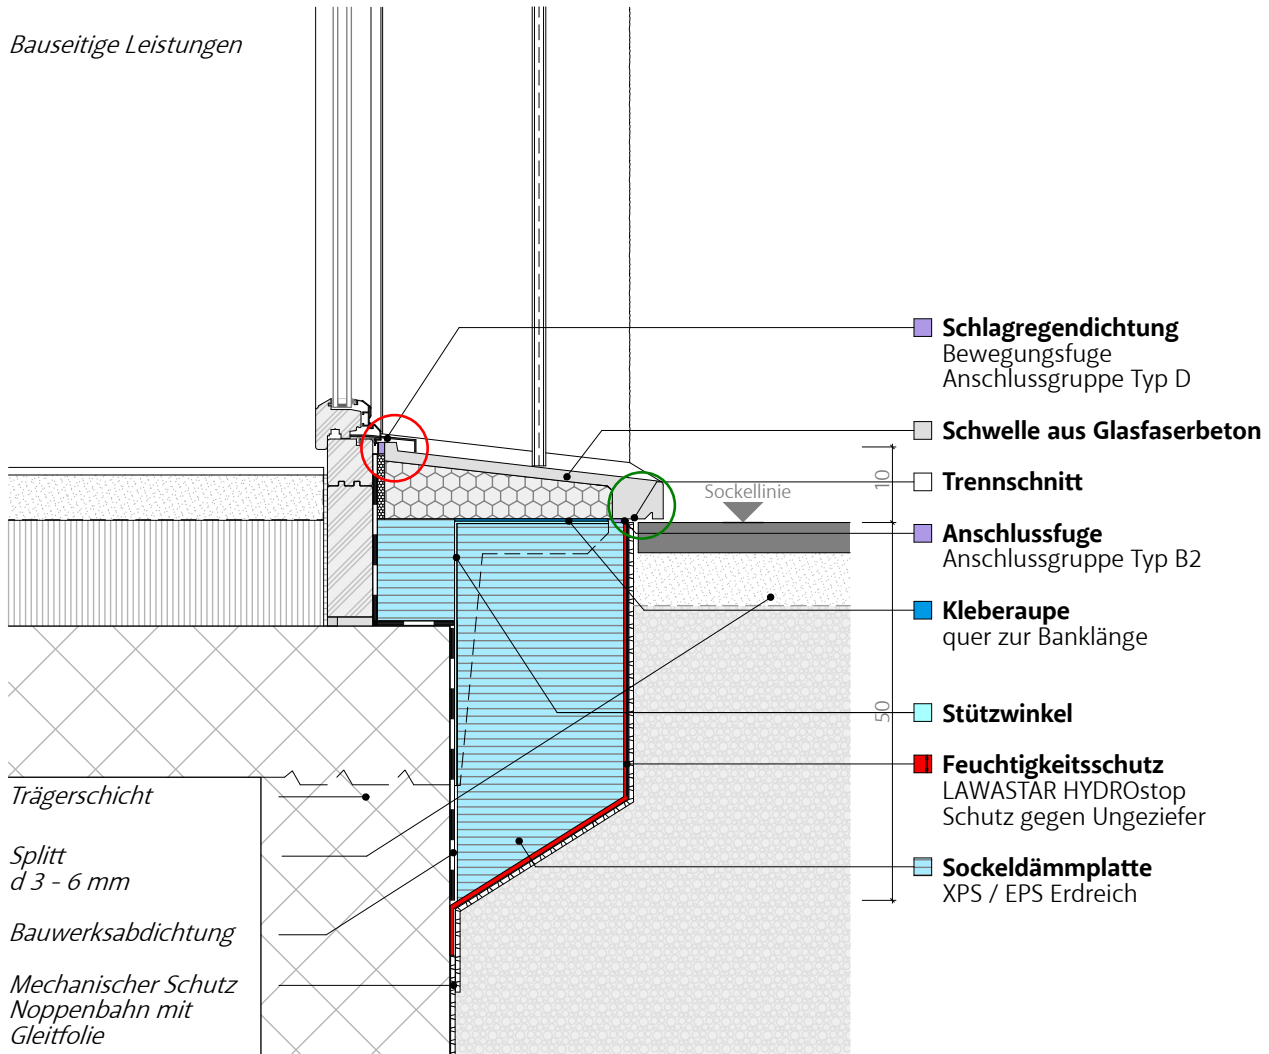 Bauseitige Leistungen
Schlagregendichtung
Bewegungsfuge
Anschlussgruppe Typ D
Schwelle aus Glasfaserbeton
10
Sockellinie
Trennschnitt
Anschlussfuge
Anschlussgruppe Typ B2
Kleberaupe
quer zur Banklänge
50
Stützwinkel
Feuchtigkeitsschutz
LAWASTAR HYDROstop
Schutz gegen Ungeziefer
Sockeldämmplatte
XPS / EPS Erdreich
Trägerschicht
Splitt
d 3 - 6 mm
Bauwerksabdichtung
Mechanischer Schutz
Noppenbahn mit
Gleitfolie